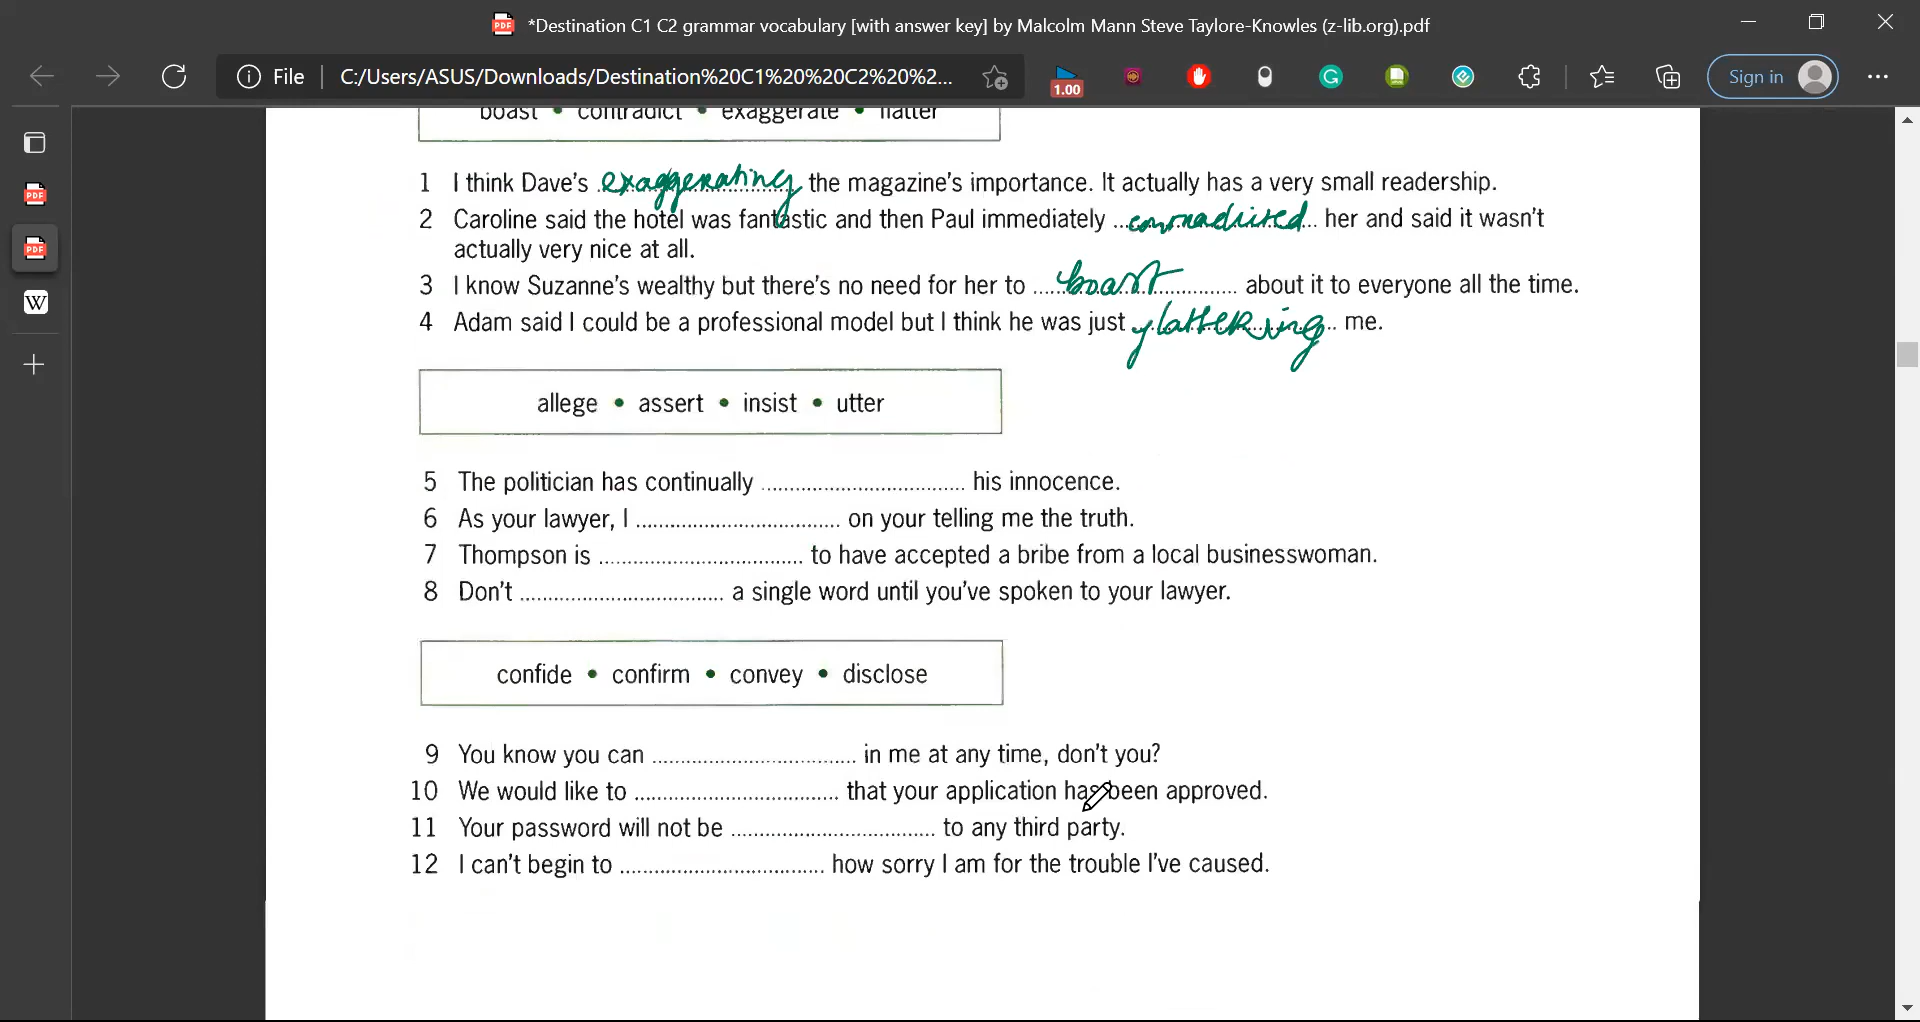 *Destination C1 C2 grammar vocabulary [with answer key] by Malcolm Mann Steve Taylore-Knowles (z-lib.org).pdf
File | C:/Users/ASUS/Downloads/Destination%20C1%20%20C2%20%2... 1.00 Sign in
boast • contradict • exaggerate • flatter
1 I think Dave's exaggerating the magazine's importance. It actually has a very small readership.
2 Caroline said the hotel was fantastic and then Paul immediately contradicted her and said it wasn't
actually very nice at all.
3 I know Suzanne's wealthy but there's no need for her to boast about it to everyone all the time.
4 Adam said I could be a professional model but I think he was just flattering me.
allege • assert • insist • utter
5 The politician has continually .................................... his innocence.
6 As your lawyer, I .................................... on your telling me the truth.
7 Thompson is .................................... to have accepted a bribe from a local businesswoman.
8 Don't .................................... a single word until you've spoken to your lawyer.
confide • confirm • convey • disclose
9 You know you can .................................... in me at any time, don't you?
10 We would like to .................................... that your application has been approved.
11 Your password will not be .................................... to any third party.
12 I can't begin to .................................... how sorry I am for the trouble I've caused.